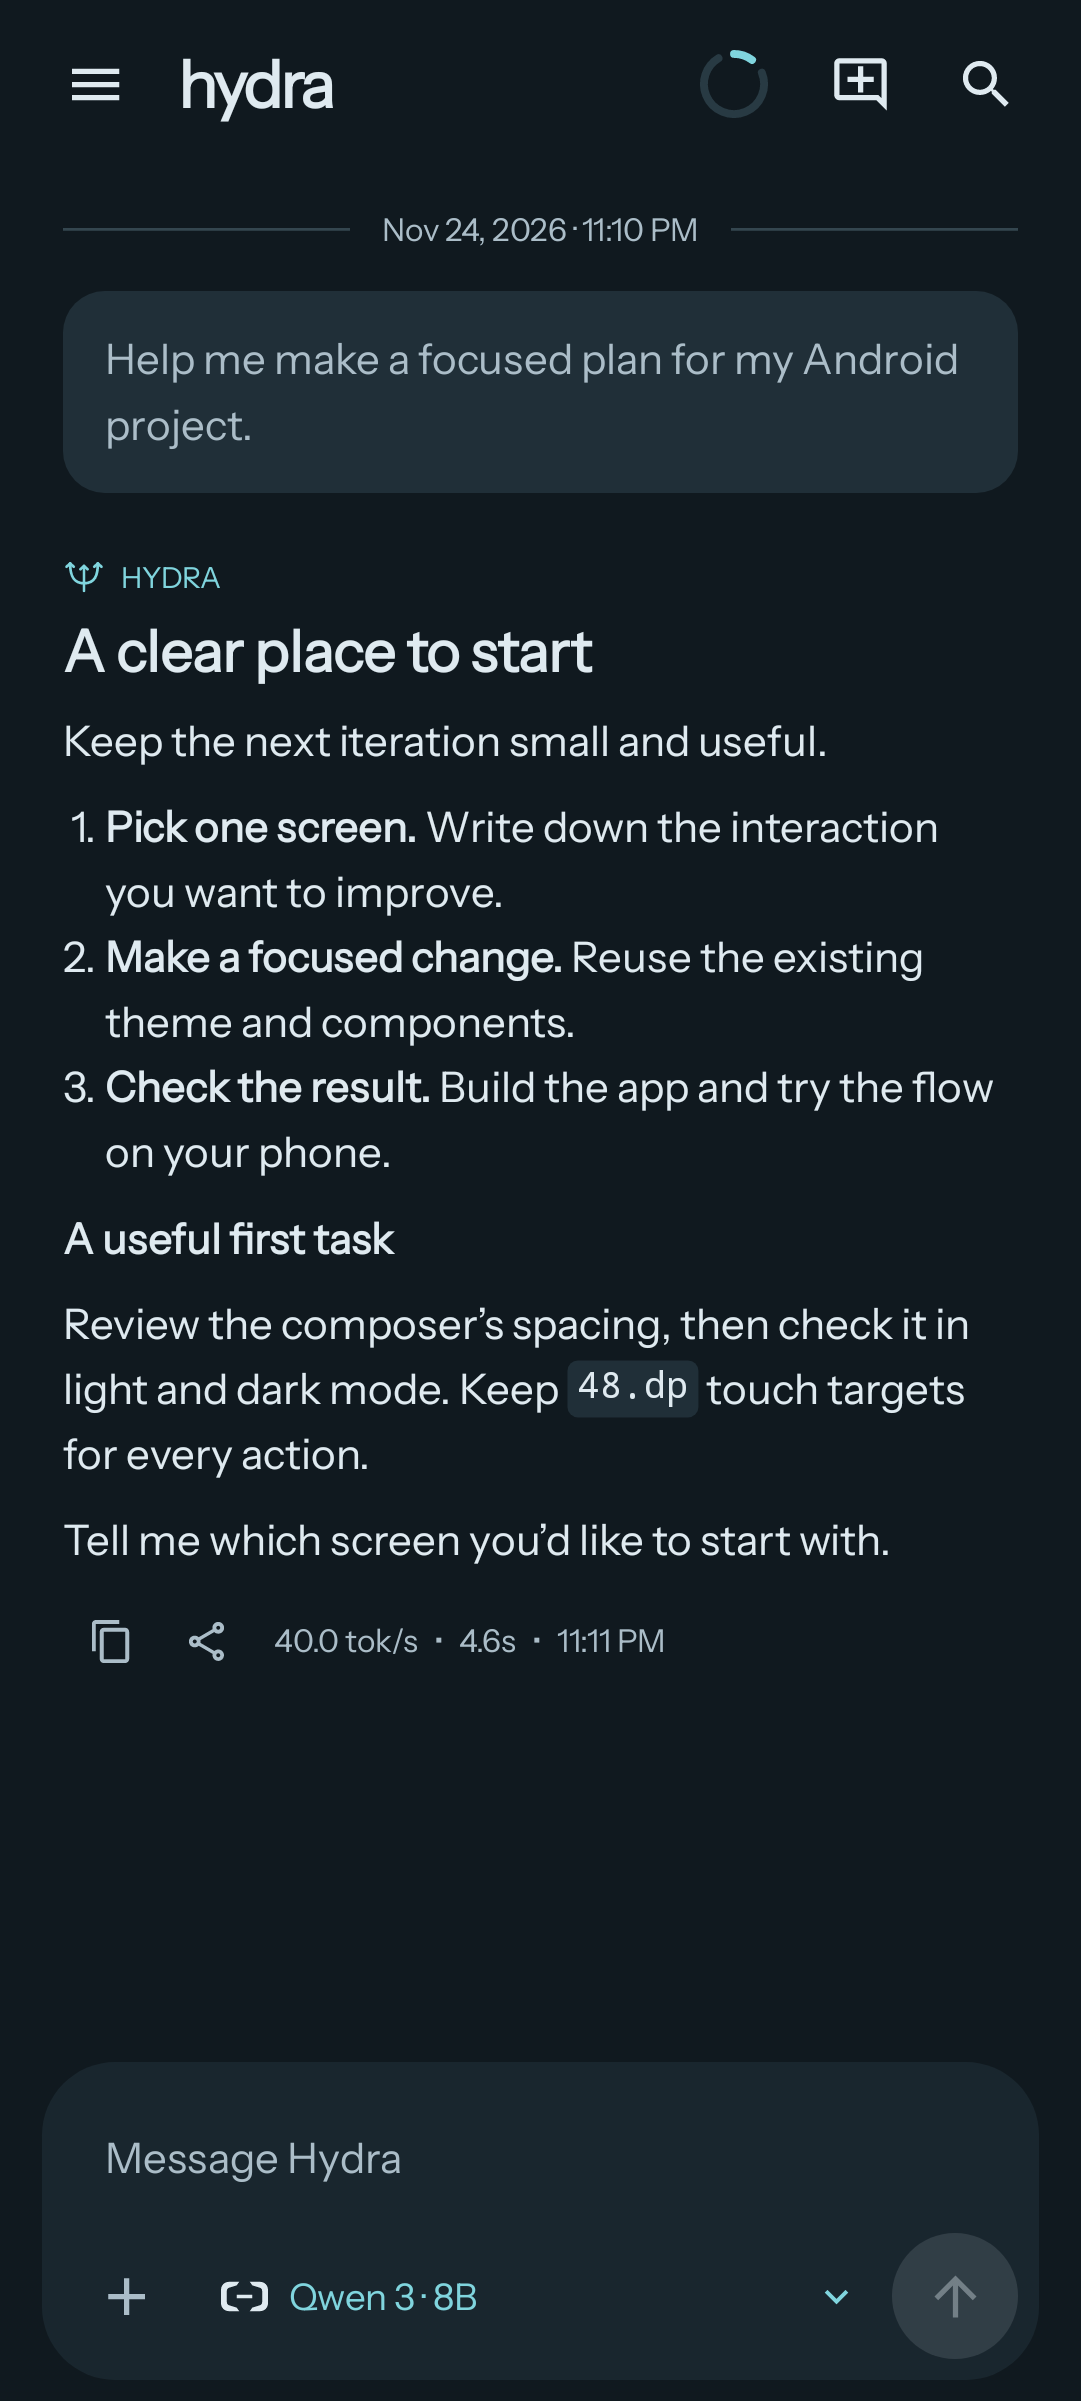 hydra
Nov 24, 2026 · 11:10 PM
Help me make a focused plan for my Android
project.
HYDRA
A clear place to start
Keep the next iteration small and useful.
1. Pick one screen. Write down the interaction
you want to improve.
2. Make a focused change. Reuse the existing
theme and components.
3. Check the result. Build the app and try the flow
on your phone.
A useful first task
Review the composer’s spacing, then check it in
light and dark mode. Keep 48.dp touch targets
for every action.
Tell me which screen you’d like to start with.
40.0 tok/s · 4.6s · 11:11 PM
Message Hydra
Qwen 3 · 8B